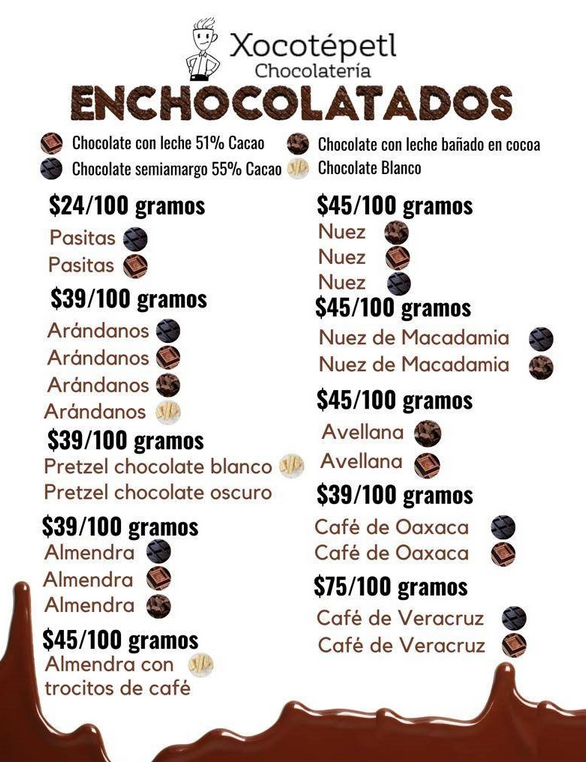 Xocotépetl
Chocolatería
ENCHOCOLATADOS
Chocolate con leche 51% Cacao
Chocolate semiamargo 55% Cacao
Chocolate con leche bañado en cocoa
Chocolate Blanco
$24/100 gramos
Pasitas
Pasitas
$39/100 gramos
Arándanos
Arándanos
Arándanos
Arándanos
$39/100 gramos
Pretzel chocolate blanco
Pretzel chocolate oscuro
$39/100 gramos
Almendra
Almendra
Almendra
$45/100 gramos
Almendra con
trocitos de café
$45/100 gramos
Nuez
Nuez
Nuez
$45/100 gramos
Nuez de Macadamia
Nuez de Macadamia
$45/100 gramos
Avellana
Avellana
$39/100 gramos
Café de Oaxaca
Café de Oaxaca
$75/100 gramos
Café de Veracruz
Café de Veracruz